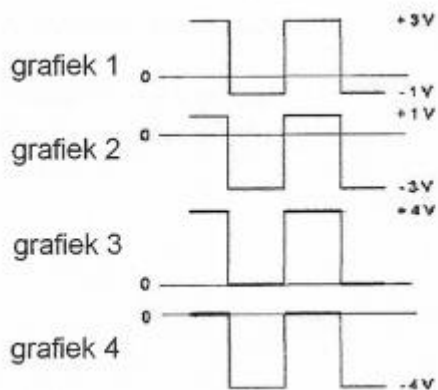 +3V
grafiek 1
0
-1V
+1V
0
grafiek 2
-3V
+4V
grafiek 3
0
0
grafiek 4
-4V